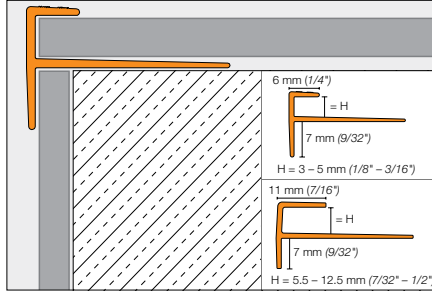 6 mm (1/4")
= H
7 mm (9/32")
H = 3 – 5 mm (1/8" – 3/16")
11 mm (7/16")
= H
7 mm (9/32")
H = 5.5 – 12.5 mm (7/32" – 1/2")